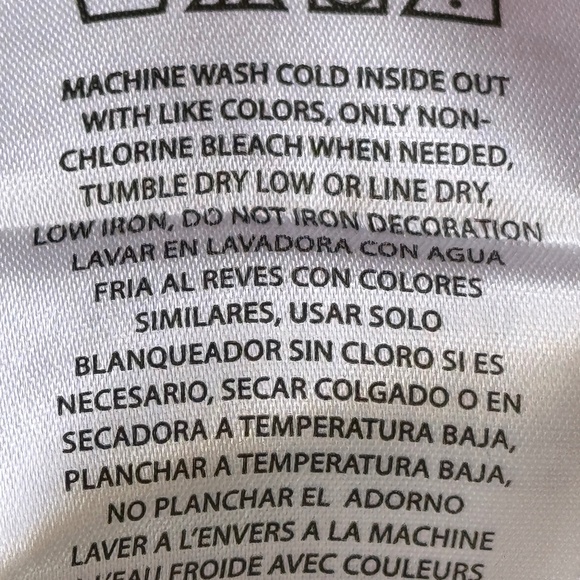 MACHINE WASH COLD INSIDE OUT
WITH LIKE COLORS, ONLY NON-
CHLORINE BLEACH WHEN NEEDED,
TUMBLE DRY LOW OR LINE DRY,
LOW IRON, DO NOT IRON DECORATION
LAVAR EN LAVADORA CON AGUA
FRIA AL REVES CON COLORES
SIMILARES, USAR SOLO
BLANQUEADOR SIN CLORO SI ES
NECESARIO, SECAR COLGADO O EN
SECADORA A TEMPERATURA BAJA,
PLANCHAR A TEMPERATURA BAJA,
NO PLANCHAR EL ADORNO
LAVER A L'ENVERS A LA MACHINE
L'EAU FROIDE AVEC COULEURS